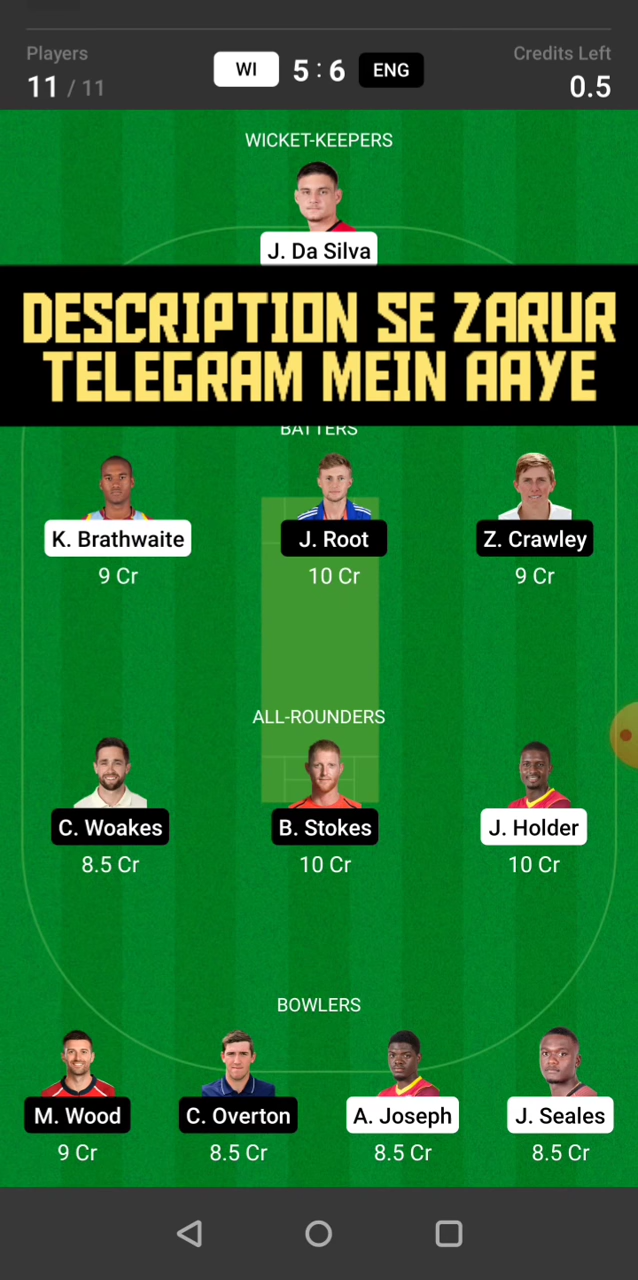 Players
WI 5 : 6 ENG
Credits Left
11 / 11
0.5
WICKET-KEEPERS
J. Da Silva
DESCRIPTION SE ZARUR
TELEGRAM MEIN AAYE
BATTERS
K. Brathwaite J. Root Z. Crawley
9 Cr 10 Cr 9 Cr
ALL-ROUNDERS
C. Woakes B. Stokes J. Holder
8.5 Cr 10 Cr 10 Cr
BOWLERS
M. Wood C. Overton A. Joseph J. Seales
9 Cr 8.5 Cr 8.5 Cr 8.5 Cr